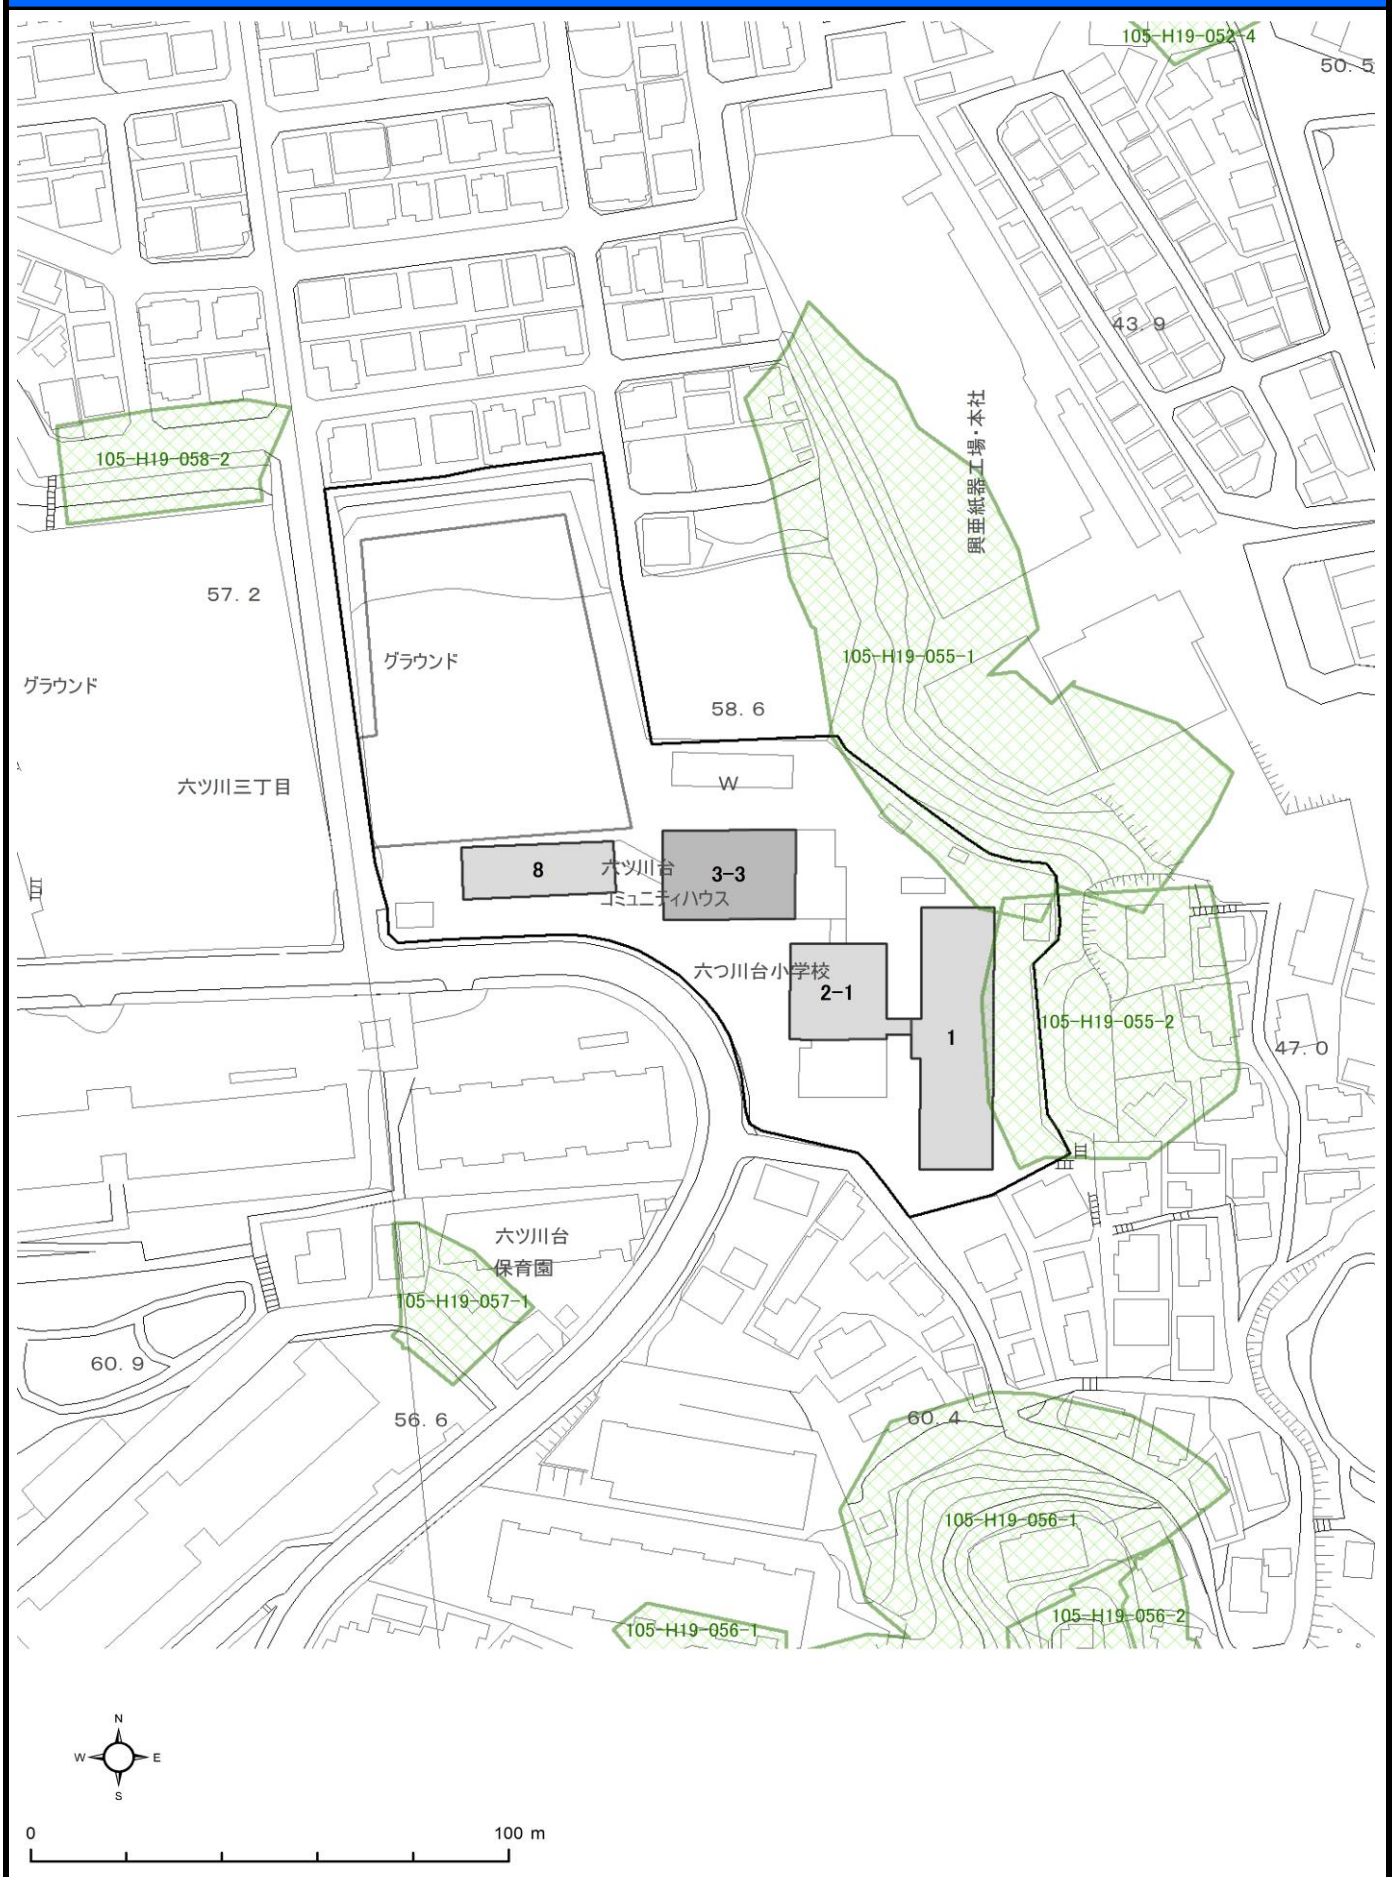 105-H19-052-4
50. 5
43. 9
興亜紙器工場・本社
105-H19-058-2
57. 2
グラウンド
105-H19-055-1
グラウンド
58. 6
六ツ川三丁目
W
8
六ツ川台
コミュニティハウス
3-3
六つ川台小学校
2-1
1
105-H19-055-2
47. 0
六ツ川台
保育園
105-H19-057-1
60. 9
56. 6
60. 4
105-H19-056-1
105-H19-056-2
105-H19-056-1
N
W
E
S
0
100 m